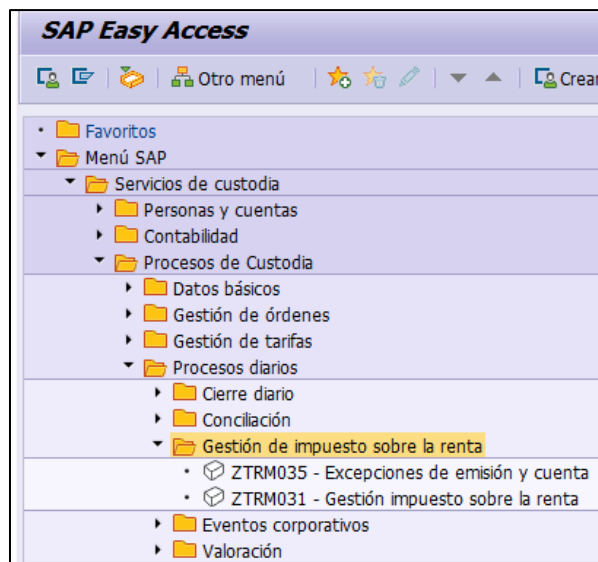 SAP Easy Access
Otro menú Crear
Favoritos
Menú SAP
Servicios de custodia
Personas y cuentas
Contabilidad
Procesos de Custodia
Datos básicos
Gestión de órdenes
Gestión de tarifas
Procesos diarios
Cierre diario
Conciliación
Gestión de impuesto sobre la renta
ZTRM035 - Excepciones de emisión y cuenta
ZTRM031 - Gestión impuesto sobre la renta
Eventos corporativos
Valoración